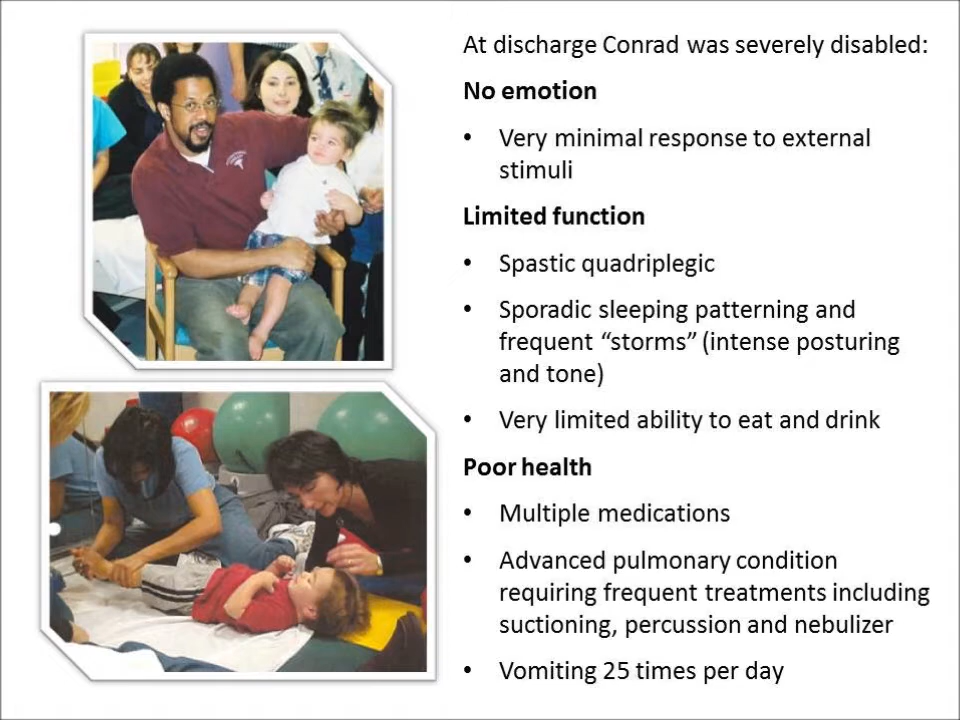 At discharge Conrad was severely disabled:
No emotion
• Very minimal response to external
stimuli
Limited function
• Spastic quadriplegic
• Sporadic sleeping patterning and
frequent “storms” (intense posturing
and tone)
• Very limited ability to eat and drink
Poor health
• Multiple medications
• Advanced pulmonary condition
requiring frequent treatments including
suctioning, percussion and nebulizer
• Vomiting 25 times per day